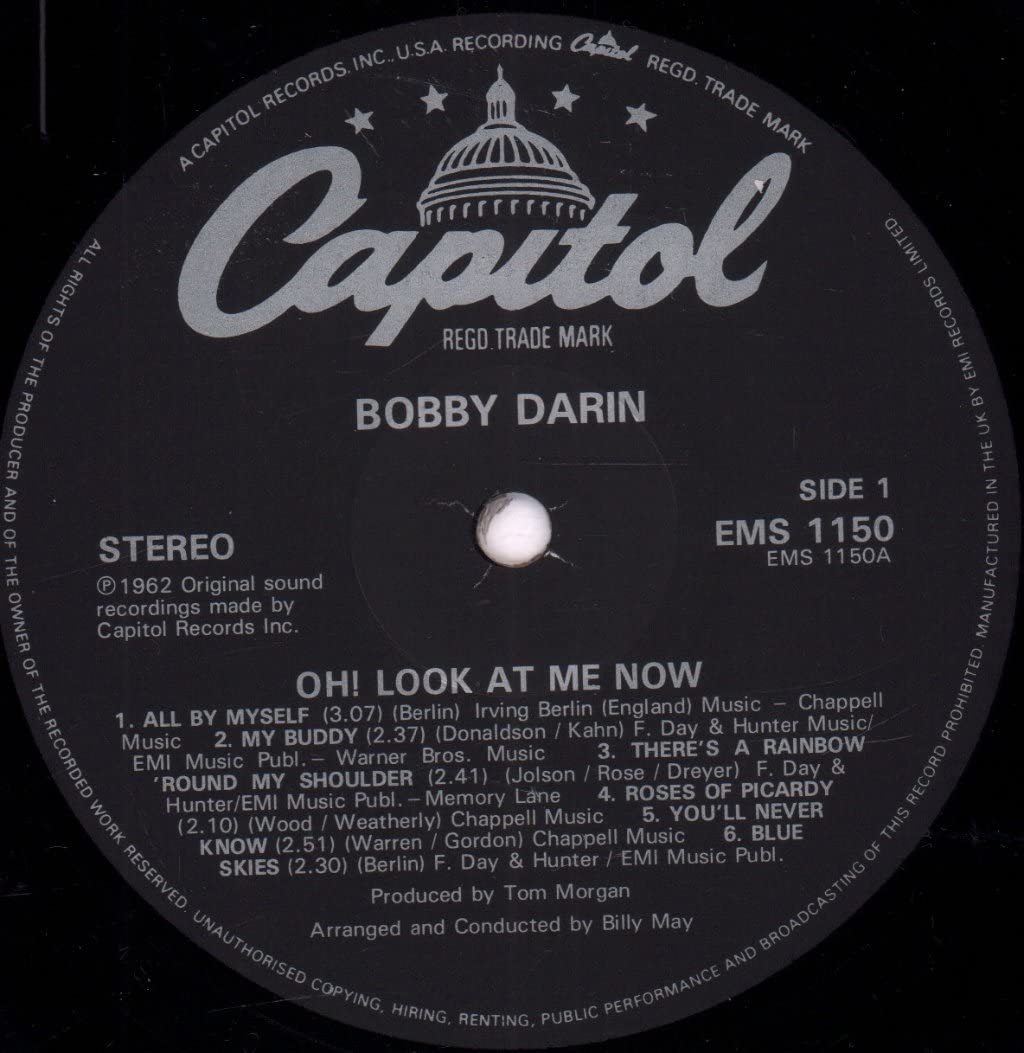 A CAPITOL RECORDS, INC., U.S.A. RECORDING Capitol REGD. TRADE MARK
Capitol
REGD. TRADE MARK
BOBBY DARIN
SIDE 1
EMS 1150
EMS 1150A
STEREO
℗ 1962 Original sound
recordings made by
Capitol Records Inc.
OH! LOOK AT ME NOW
1. ALL BY MYSELF (3.07) (Berlin) Irving Berlin (England) Music – Chappell
Music 2. MY BUDDY (2.37) (Donaldson / Kahn) F. Day & Hunter Music/
EMI Music Publ. – Warner Bros. Music 3. THERE'S A RAINBOW
'ROUND MY SHOULDER (2.41) (Jolson / Rose / Dreyer) F. Day &
Hunter/EMI Music Publ. – Memory Lane 4. ROSES OF PICARDY
(2.10) (Wood / Weatherly) Chappell Music 5. YOU'LL NEVER
KNOW (2.51) (Warren / Gordon) Chappell Music 6. BLUE
SKIES (2.30) (Berlin) F. Day & Hunter / EMI Music Publ.
Produced by Tom Morgan
Arranged and Conducted by Billy May
ALL RIGHTS OF THE PRODUCER AND OF THE OWNER OF THE RECORDED WORK RESERVED. UNAUTHORISED COPYING, HIRING, RENTING, PUBLIC PERFORMANCE AND BROADCASTING OF THIS RECORD PROHIBITED. MANUFACTURED IN THE UK BY EMI RECORDS LIMITED